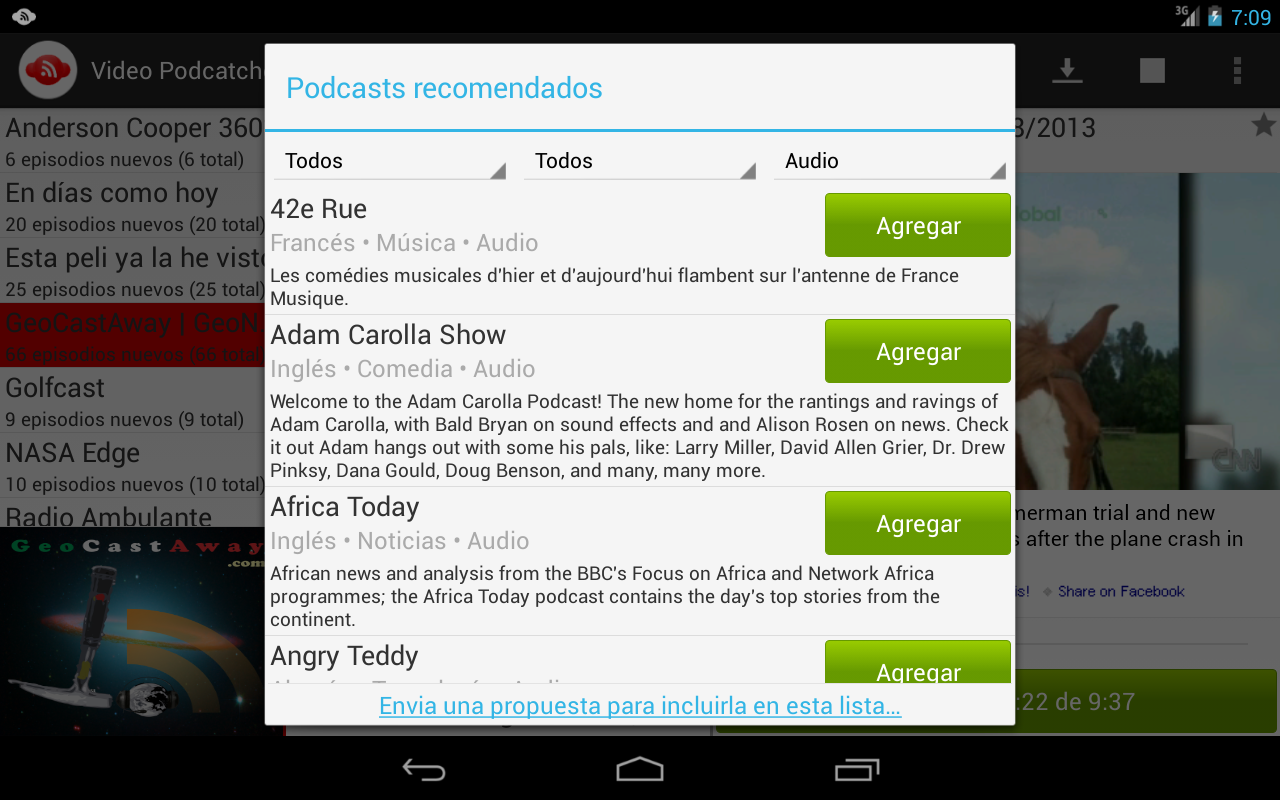 3G 7:09
Video Podcatche
Podcasts recomendados
Todos
Todos
Audio
42e Rue
Francés • Música • Audio
Agregar
Les comédies musicales d'hier et d'aujourd'hui flambent sur l'antenne de France
Musique.
Adam Carolla Show
Inglés • Comedia • Audio
Agregar
Welcome to the Adam Carolla Podcast! The new home for the rantings and ravings of
Adam Carolla, with Bald Bryan on sound effects and and Alison Rosen on news. Check
it out Adam hangs out with some his pals, like: Larry Miller, David Allen Grier, Dr. Drew
Pinksy, Dana Gould, Doug Benson, and many, many more.
Africa Today
Inglés • Noticias • Audio
Agregar
African news and analysis from the BBC's Focus on Africa and Network Africa
programmes; the Africa Today podcast contains the day's top stories from the
continent.
Angry Teddy
Agregar
Envia una propuesta para incluirla en esta lista...
Anderson Cooper 360
6 episodios nuevos (6 total)
En días como hoy
20 episodios nuevos (20 total)
Esta peli ya la he visto
25 episodios nuevos (25 total)
GeoCastAway | GeoN
66 episodios nuevos (66 total)
Golfcast
9 episodios nuevos (9 total)
NASA Edge
10 episodios nuevos (10 total)
Radio Ambulante
GeoCastAway
.com
3/2013
CNN
merman trial and new
s after the plane crash in
is! Share on Facebook
:22 de 9:37